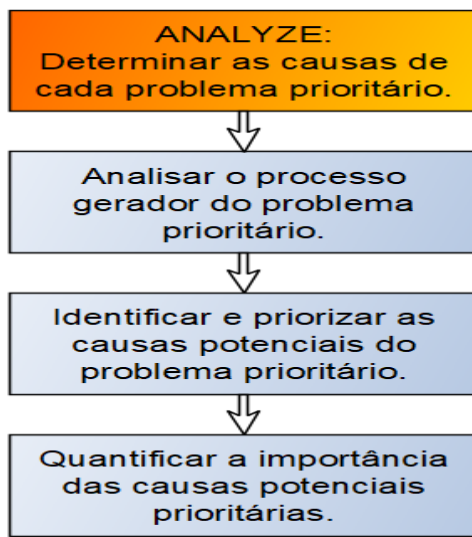 ANALYZE:
Determinar as causas de
cada problema prioritário.
Analisar o processo
gerador do problema
prioritário.
Identificar e priorizar as
causas potenciais do
problema prioritário.
Quantificar a importância
das causas potenciais
prioritárias.